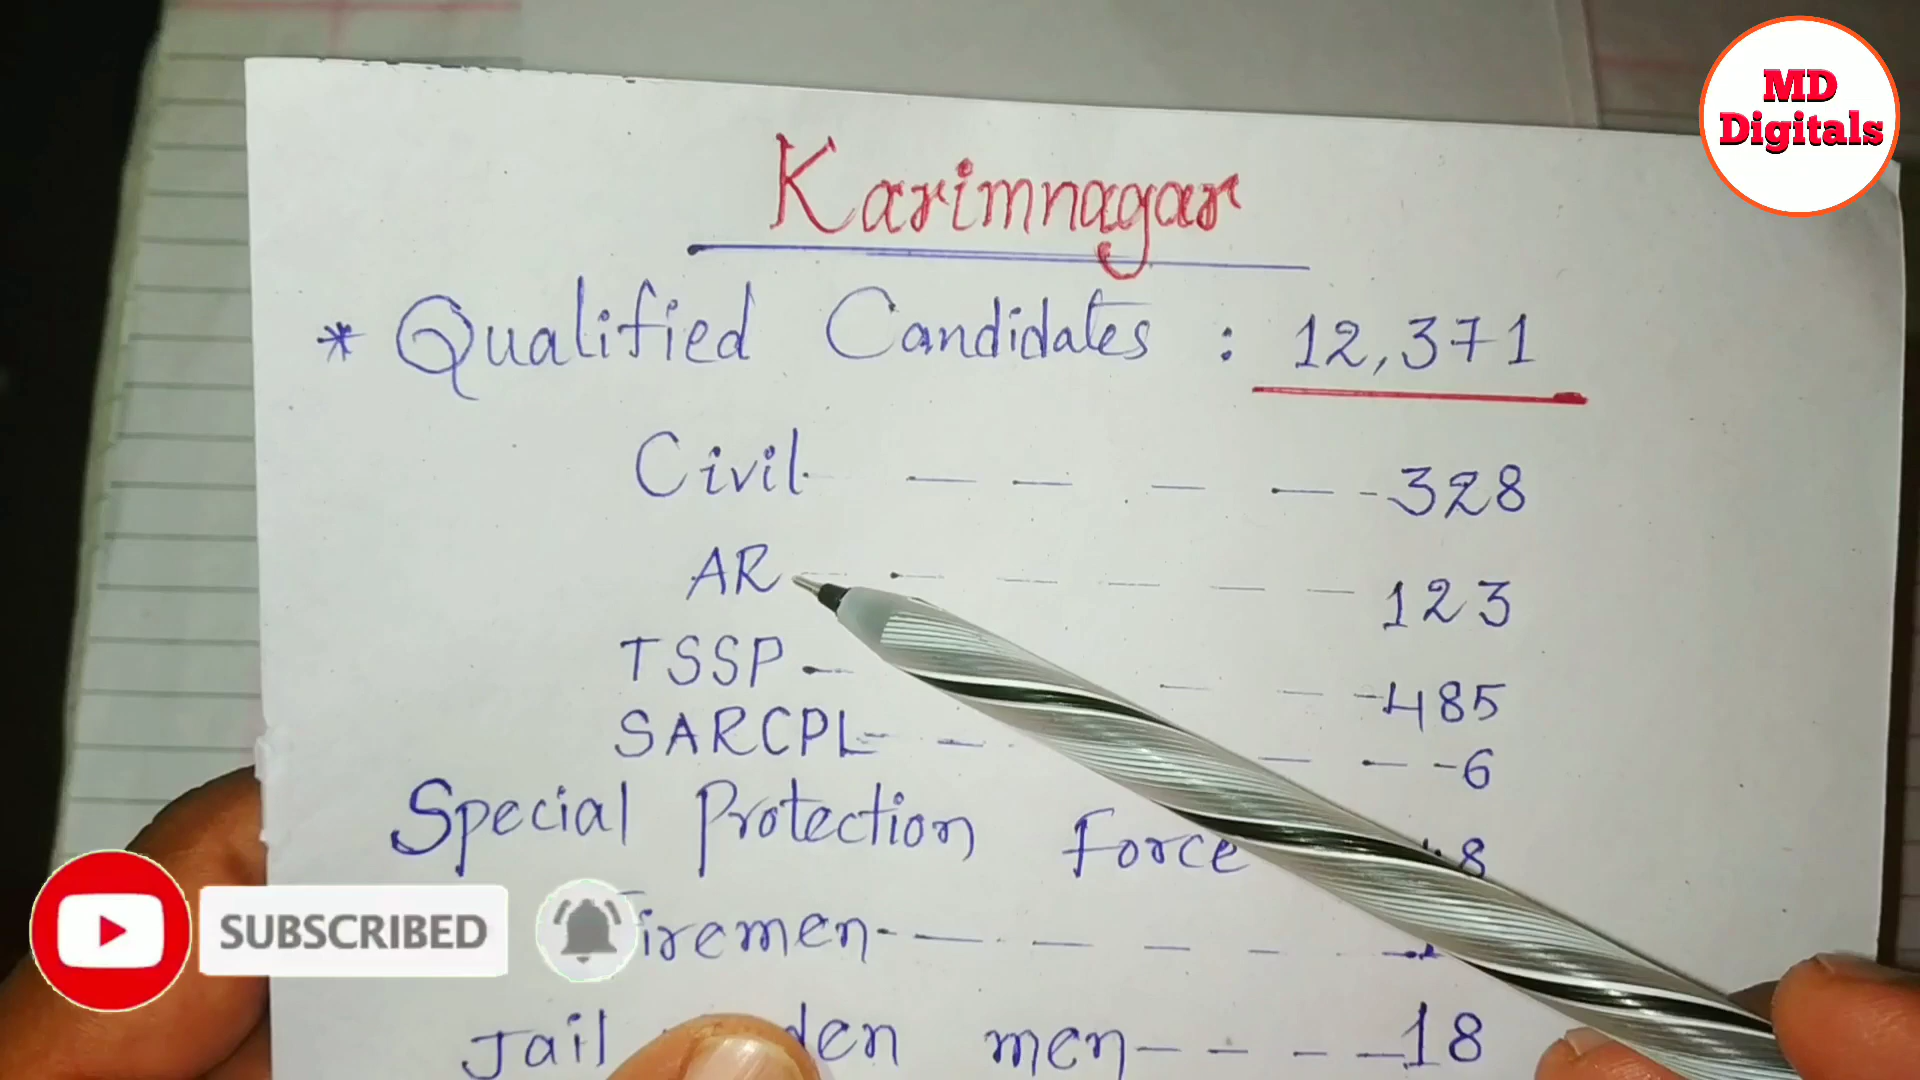 MD
Digitals
Karimnagar
* Qualified Candidates : 12,371
Civil - - - - - 328
AR - - - - - - 123
TSSP - - - - 485
SARCPL - - - - - 6
Special Protection Force
iremen - - - - - -
Jail den men - - - - 18
SUBSCRIBED